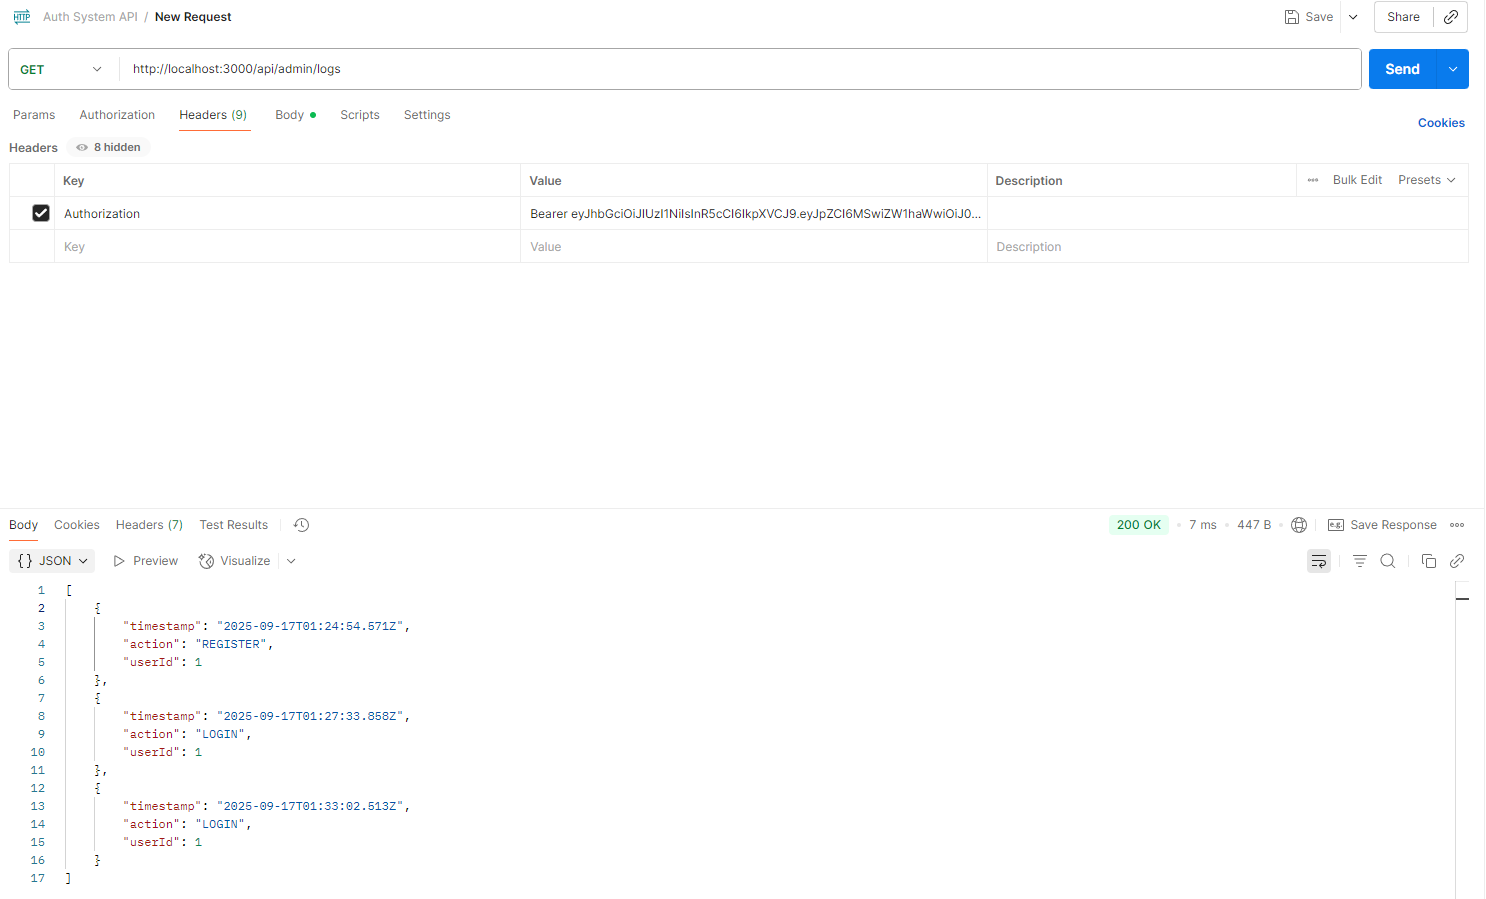 HTTP Auth System API / New Request Save Share
GET http://localhost:3000/api/admin/logs Send
Params Authorization Headers (9) Body Scripts Settings Cookies
Headers 8 hidden
Key Value Description Bulk Edit Presets
Authorization Bearer eyJhbGciOiJIUzI1NiIsInR5cCI6IkpXVCJ9.eyJpZCI6MSwiZW1haWwiOiJ0...
Key Value Description
Body Cookies Headers (7) Test Results 200 OK • 7 ms • 447 B • e.g. Save Response
{} JSON Preview Visualize
1 [
2 {
3 "timestamp": "2025-09-17T01:24:54.571Z",
4 "action": "REGISTER",
5 "userId": 1
6 },
7 {
8 "timestamp": "2025-09-17T01:27:33.858Z",
9 "action": "LOGIN",
10 "userId": 1
11 },
12 {
13 "timestamp": "2025-09-17T01:33:02.513Z",
14 "action": "LOGIN",
15 "userId": 1
16 }
17 ]